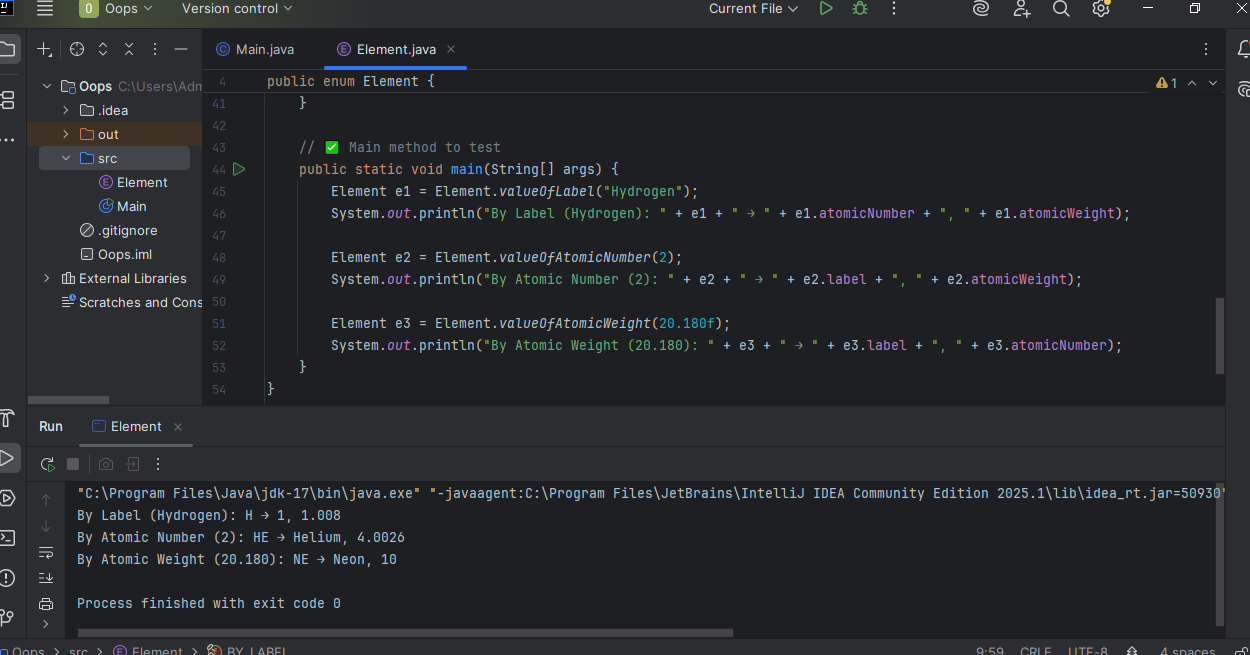 O Oops Version control Current File
Main.java Element.java
Oops C:\Users\Adm
.idea
out
src
Element
Main
.gitignore
Oops.iml
External Libraries
Scratches and Cons
4 public enum Element {
1
41 }
42
43 // ✅ Main method to test
44 public static void main(String[] args) {
45 Element e1 = Element.valueOfLabel("Hydrogen");
46 System.out.println("By Label (Hydrogen): " + e1 + " → " + e1.atomicNumber + ", " + e1.atomicWeight);
47
48 Element e2 = Element.valueOfAtomicNumber(2);
49 System.out.println("By Atomic Number (2): " + e2 + " → " + e2.label + ", " + e2.atomicWeight);
50
51 Element e3 = Element.valueOfAtomicWeight(20.180f);
52 System.out.println("By Atomic Weight (20.180): " + e3 + " → " + e3.label + ", " + e3.atomicNumber);
53 }
54 }
Run Element
"C:\Program Files\Java\jdk-17\bin\java.exe" "-javaagent:C:\Program Files\JetBrains\IntelliJ IDEA Community Edition 2025.1\lib\idea_rt.jar=50930"
By Label (Hydrogen): H → 1, 1.008
By Atomic Number (2): HE → Helium, 4.0026
By Atomic Weight (20.180): NE → Neon, 10
Process finished with exit code 0
Oops > src > Element > BY_LABEL 9:59 CRLF UTF-8 4 spaces